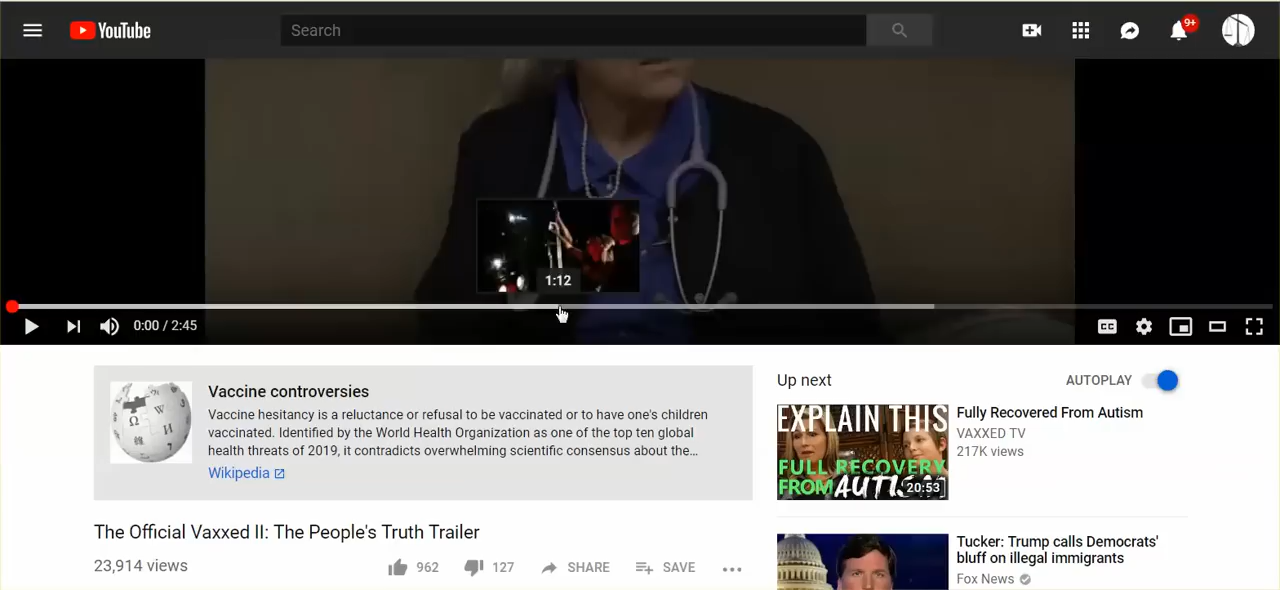 YouTube
Search
9+
1:12
0:00 / 2:45
CC
Vaccine controversies
Vaccine hesitancy is a reluctance or refusal to be vaccinated or to have one's children
vaccinated. Identified by the World Health Organization as one of the top ten global
health threats of 2019, it contradicts overwhelming scientific consensus about the...
Wikipedia
The Official Vaxxed II: The People's Truth Trailer
23,914 views
962
127
SHARE
SAVE
Up next
AUTOPLAY
EXPLAIN THIS
FULL RECOVERY
FROM AUTISM
20:53
Fully Recovered From Autism
VAXXED TV
217K views
Tucker: Trump calls Democrats'
bluff on illegal immigrants
Fox News